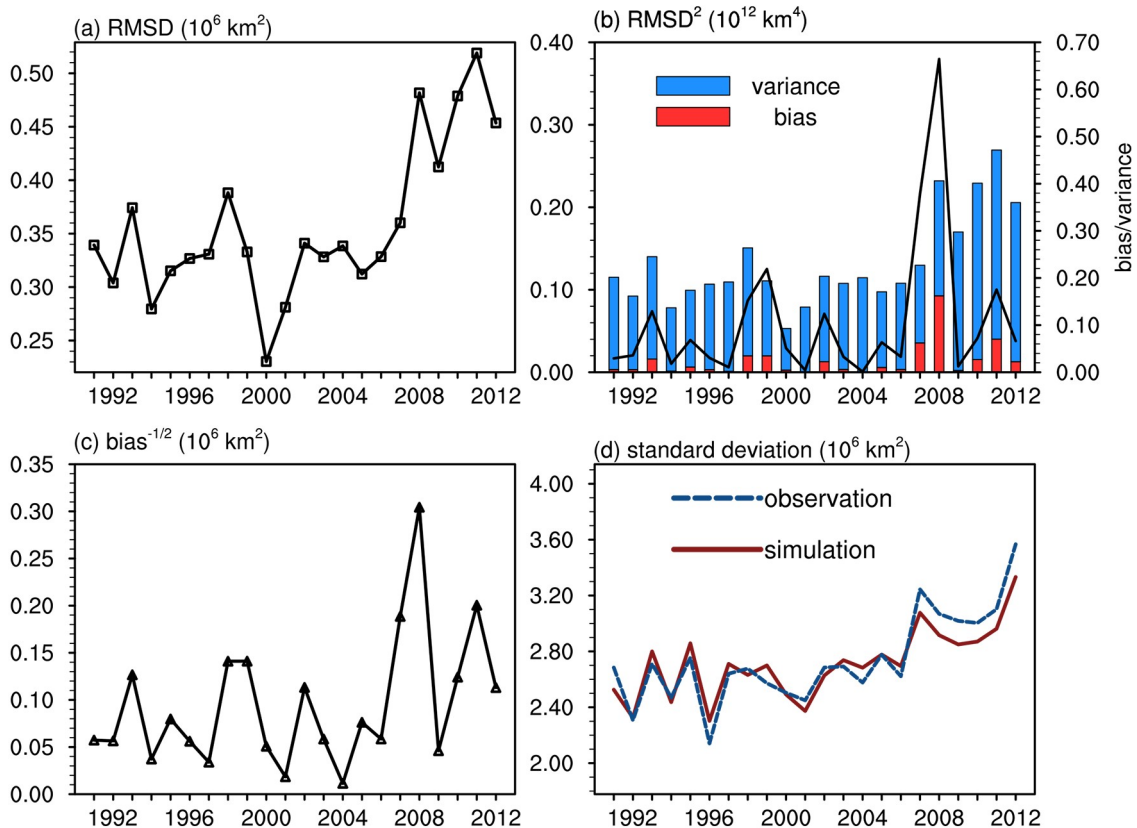 (a) RMSD (10⁶ km²)
0.50
0.45
0.40
0.35
0.30
0.25
1992 1996 2000 2004 2008 2012
(b) RMSD² (10¹² km⁴)
0.40
0.30
0.20
0.10
0.00
variance
bias
0.70
0.60
0.50
0.40
0.30
0.20
0.10
0.00
bias/variance
1992 1996 2000 2004 2008 2012
(c) bias⁻¹/² (10⁶ km²)
0.35
0.30
0.25
0.20
0.15
0.10
0.05
0.00
1992 1996 2000 2004 2008 2012
(d) standard deviation (10⁶ km²)
4.00
3.60
3.20
2.80
2.40
2.00
observation
simulation
1992 1996 2000 2004 2008 2012